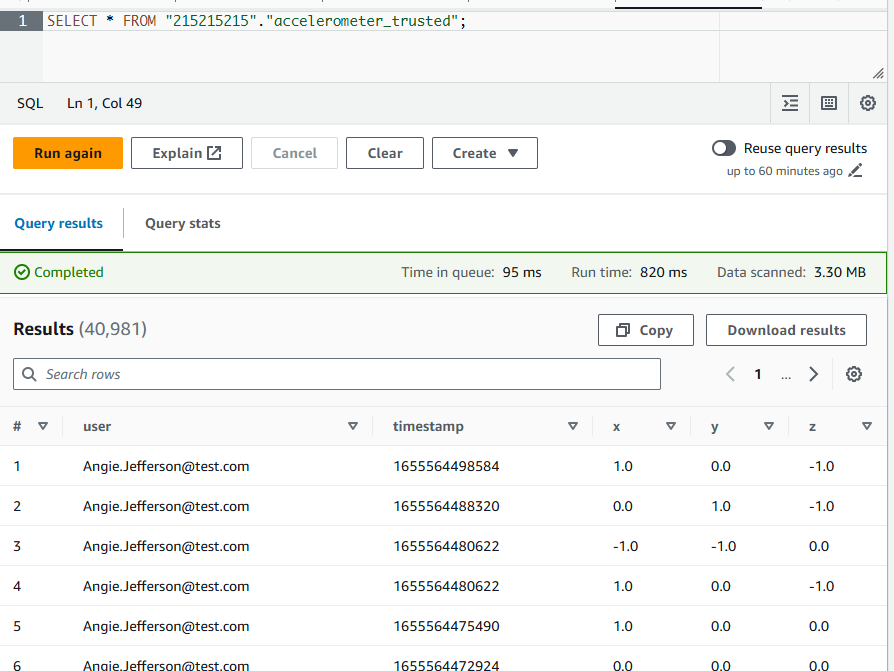 1 SELECT * FROM "215215215"."accelerometer_trusted";
SQL Ln 1, Col 49
Run again Explain Cancel Clear Create Reuse query results
up to 60 minutes ago
Query results Query stats
Completed Time in queue: 95 ms Run time: 820 ms Data scanned: 3.30 MB
Results (40,981) Copy Download results
Search rows 1 ...
# user timestamp x y z
1 Angie.Jefferson@test.com 1655564498584 1.0 0.0 -1.0
2 Angie.Jefferson@test.com 1655564488320 0.0 1.0 -1.0
3 Angie.Jefferson@test.com 1655564480622 -1.0 -1.0 0.0
4 Angie.Jefferson@test.com 1655564480622 1.0 0.0 -1.0
5 Angie.Jefferson@test.com 1655564475490 1.0 0.0 0.0
6 Angie.Jefferson@test.com 1655564472924 0.0 0.0 0.0